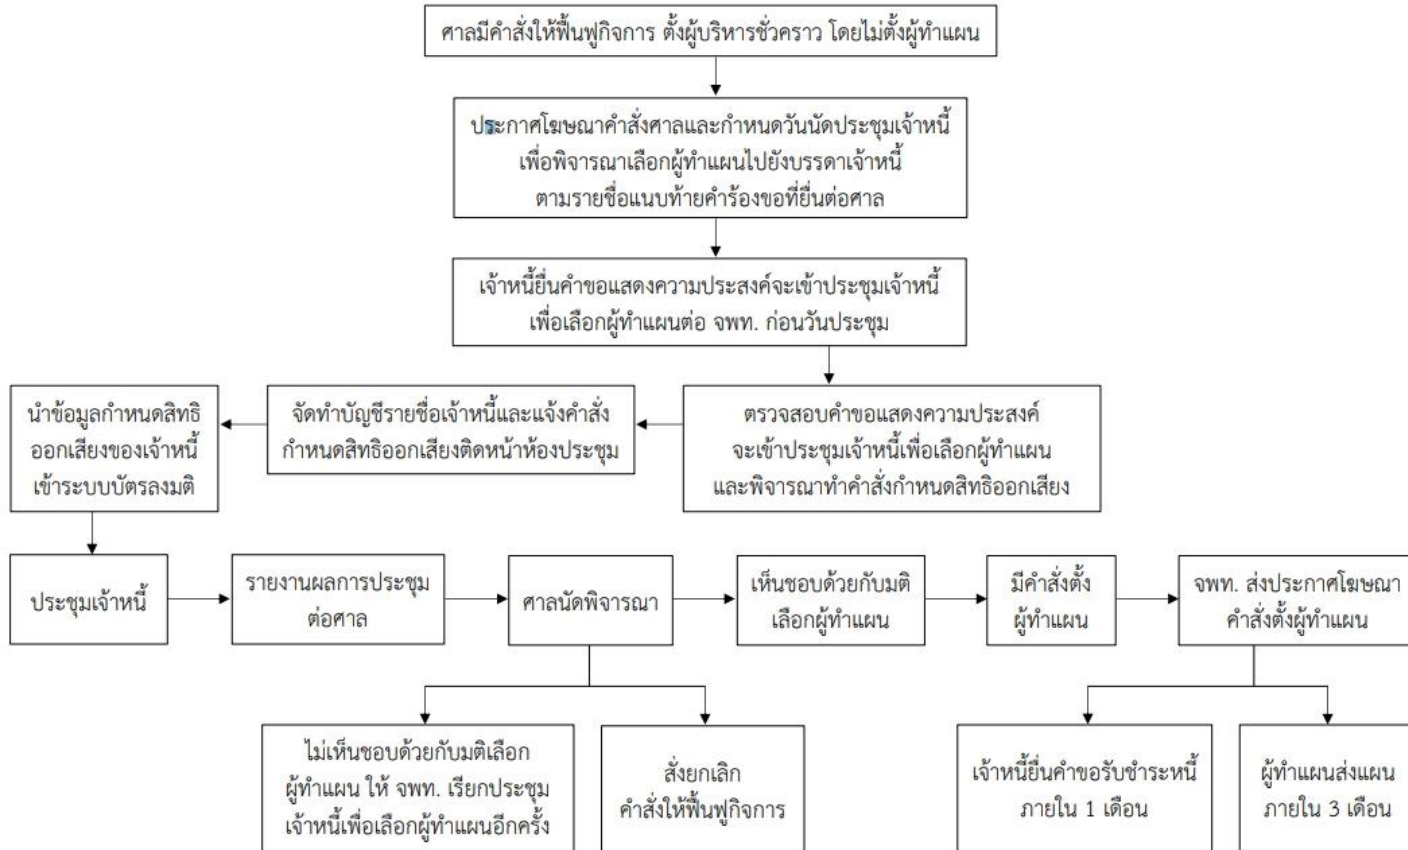 ศาลมีคำสั่งให้ฟื้นฟูกิจการ ตั้งผู้บริหารชั่วคราว โดยไม่ตั้งผู้ทำแผน
ประกาศโฆษณาคำสั่งศาลและกำหนดวันนัดประชุมเจ้าหนี้
เพื่อพิจารณาเลือกผู้ทำแผนไปยังบรรดาเจ้าหนี้
ตามรายชื่อแนบท้ายคำร้องขอที่ยื่นต่อศาล
เจ้าหนี้ยื่นคำขอแสดงความประสงค์จะเข้าประชุมเจ้าหนี้
เพื่อเลือกผู้ทำแผนต่อ จพท. ก่อนวันประชุม
ตรวจสอบคำขอแสดงความประสงค์
จะเข้าประชุมเจ้าหนี้เพื่อเลือกผู้ทำแผน
และพิจารณาทำคำสั่งกำหนดสิทธิออกเสียง
จัดทำบัญชีรายชื่อเจ้าหนี้และแจ้งคำสั่ง
กำหนดสิทธิออกเสียงติดหน้าห้องประชุม
นำข้อมูลกำหนดสิทธิ
ออกเสียงของเจ้าหนี้
เข้าระบบบัตรลงมติ
ประชุมเจ้าหนี้
รายงานผลการประชุม
ต่อศาล
ศาลนัดพิจารณา
เห็นชอบด้วยกับมติ
เลือกผู้ทำแผน
มีคำสั่งตั้ง
ผู้ทำแผน
จพท. ส่งประกาศโฆษณา
คำสั่งตั้งผู้ทำแผน
ไม่เห็นชอบด้วยกับมติเลือก
ผู้ทำแผน ให้ จพท. เรียกประชุม
เจ้าหนี้เพื่อเลือกผู้ทำแผนอีกครั้ง
สั่งยกเลิก
คำสั่งให้ฟื้นฟูกิจการ
เจ้าหนี้ยื่นคำขอรับชำระหนี้
ภายใน 1 เดือน
ผู้ทำแผนส่งแผน
ภายใน 3 เดือน